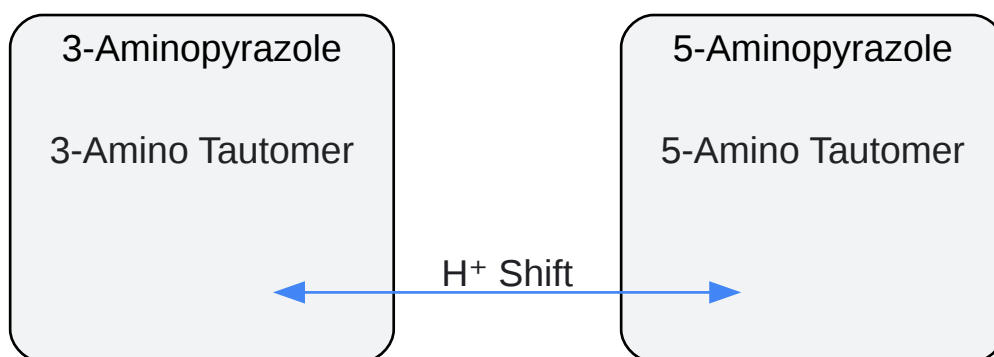 3-Aminopyrazole
3-Amino Tautomer
5-Aminopyrazole
5-Amino Tautomer
H⁺ Shift